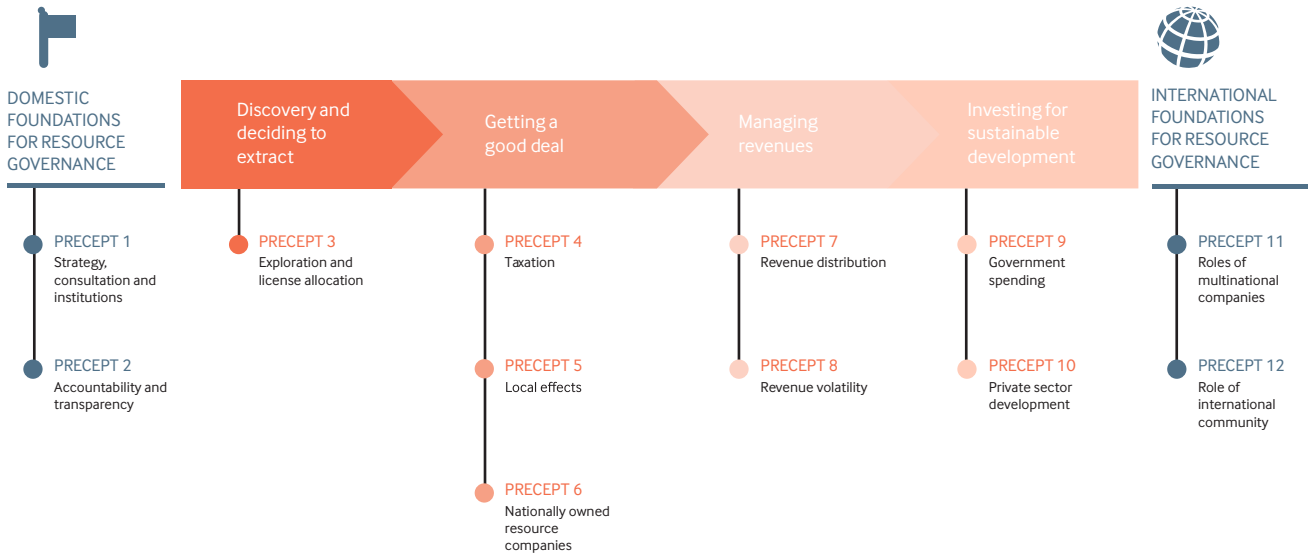 DOMESTIC
FOUNDATIONS
FOR RESOURCE
GOVERNANCE
Discovery and
deciding to
extract
Getting a
good deal
Managing
revenues
Investing for
sustainable
development
INTERNATIONAL
FOUNDATIONS
FOR RESOURCE
GOVERNANCE
PRECEPT 1
Strategy,
consultation and
institutions
PRECEPT 2
Accountability and
transparency
PRECEPT 3
Exploration and
license allocation
PRECEPT 4
Taxation
PRECEPT 5
Local effects
PRECEPT 6
Nationally owned
resource
companies
PRECEPT 7
Revenue distribution
PRECEPT 8
Revenue volatility
PRECEPT 9
Government
spending
PRECEPT 10
Private sector
development
PRECEPT 11
Roles of
multinational
companies
PRECEPT 12
Role of
international
community